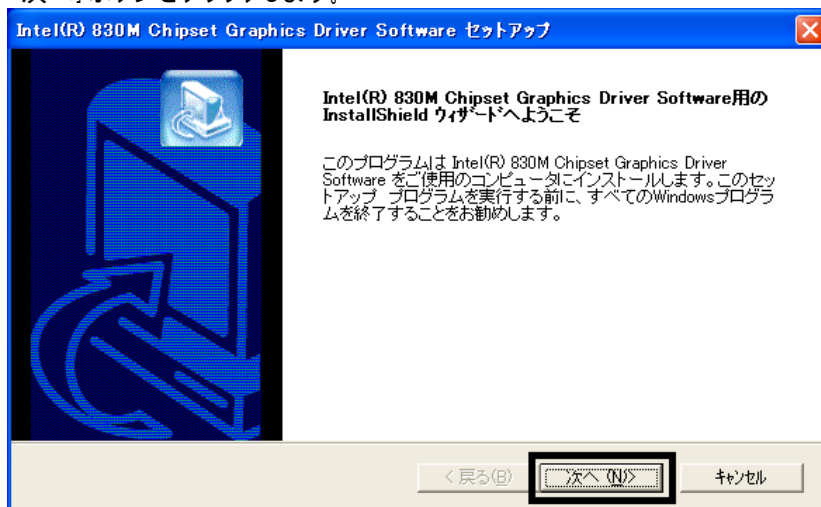 Intel(R) 830M Chipset Graphics Driver Software セットアップ
Intel(R) 830M Chipset Graphics Driver Software用の
InstallShield ウィザードへようこそ
このプログラムは Intel(R) 830M Chipset Graphics Driver
Software をご使用のコンピュータにインストールします。このセッ
トアップ プログラムを実行する前に、すべてのWindowsプログラ
ムを終了することをお勧めします。
< 戻る(B)
次へ (N)>
キャンセル